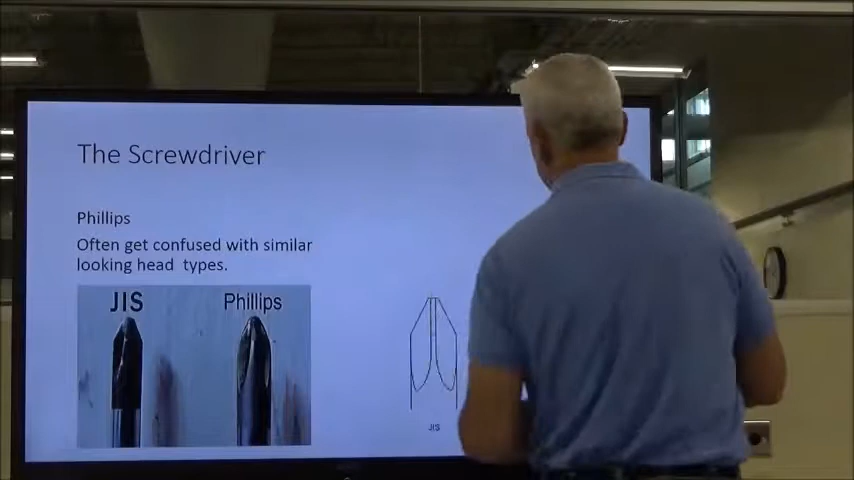 The Screwdriver
Phillips
Often get confused with similar
looking head types.
JIS Phillips
JIS